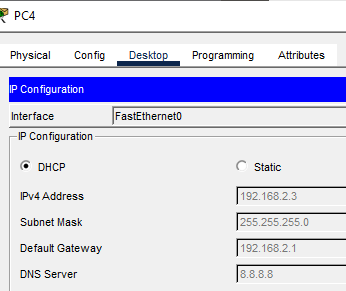 PC4
Physical Config Desktop Programming Attributes
IP Configuration
Interface FastEthernet0
IP Configuration
DHCP Static
IPv4 Address 192.168.2.3
Subnet Mask 255.255.255.0
Default Gateway 192.168.2.1
DNS Server 8.8.8.8